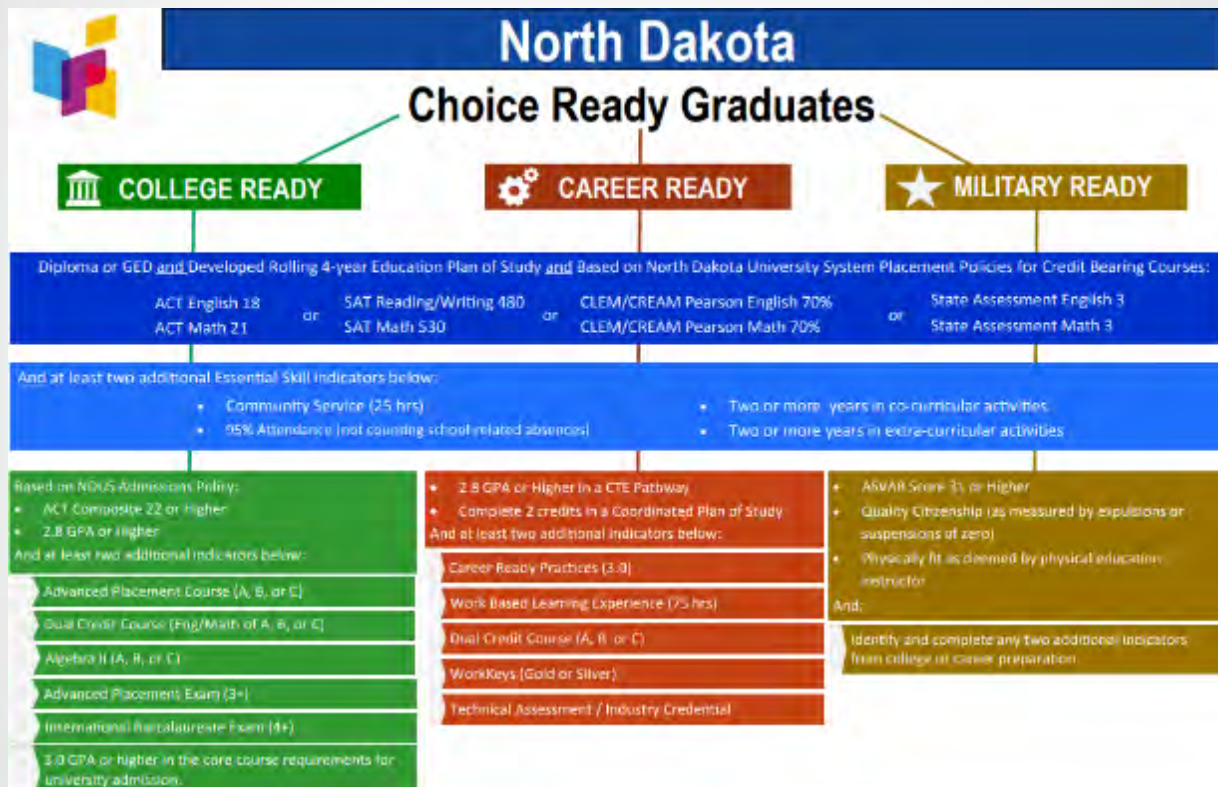 North Dakota
Choice Ready Graduates
COLLEGE READY
CAREER READY
MILITARY READY
Diploma or GED and Developed Rolling 4-year Education Plan of Study and Based on North Dakota University System Placement Policies for Credit Bearing Courses:
ACT English 18
ACT Math 21
or
SAT Reading/Writing 480
SAT Math 530
or
CLEM/CREAM Pearson English 70%
CLEM/CREAM Pearson Math 70%
or
State Assessment English 3
State Assessment Math 3
And at least two additional Essential Skill indicators below:
• Community Service (25 hrs)
• 95% Attendance (not counting school related absences)
• Two or more years in co-curricular activities
• Two or more years in extra-curricular activities
Based on NDUS Admissions Policy:
• ACT Composite 22 or Higher
• 2.8 GPA or Higher
And at least two additional indicators below:
Advanced Placement Course (A, B, or C)
Dual Credit Course (Eng/Math of A, B, or C)
Algebra II (A, B, or C)
Advanced Placement Exam (3+)
International Baccalaureate Exam (4+)
3.0 GPA or higher in the core course requirements for
university admission.
• 2.8 GPA or Higher in a CTE Pathway
• Complete 2 credits in a Coordinated Plan of Study
And at least two additional indicators below:
Career Ready Practices (3.0)
Work Based Learning Experience (75 hrs)
Dual Credit Course (A, B, or C)
WorkKeys (Gold or Silver)
Technical Assessment / Industry Credential
• ASVAB Score 31 or Higher
• Quality Citizenship (as measured by expulsions or
suspensions of zero)
• Physically fit as deemed by physical education
instructor
And:
Identify and complete any two additional indicators
from college or career preparation